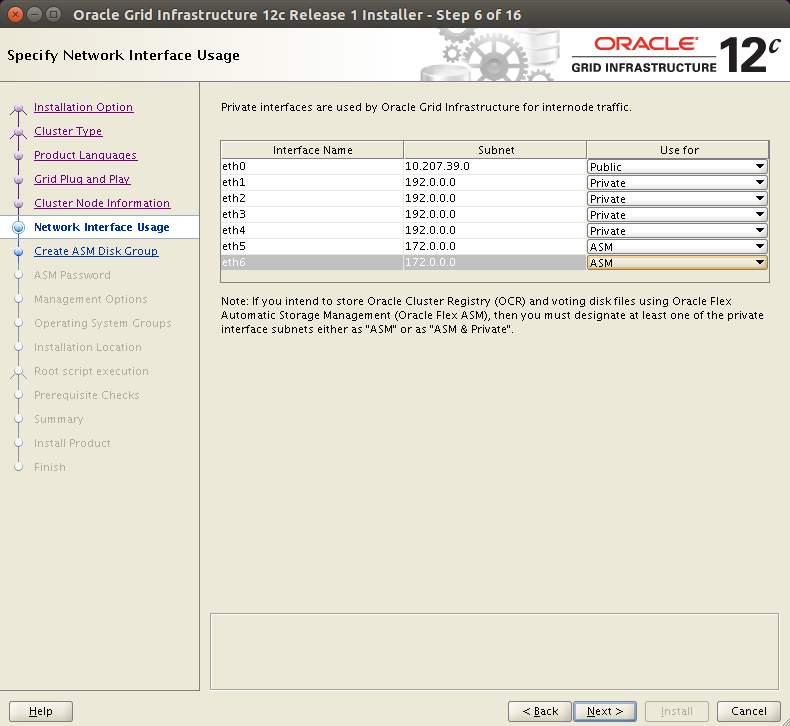 Oracle Grid Infrastructure 12c Release 1 Installer - Step 6 of 16
Specify Network Interface Usage
ORACLE
GRID INFRASTRUCTURE 12c
Installation Option
Cluster Type
Product Languages
Grid Plug and Play
Cluster Node Information
Network Interface Usage
Create ASM Disk Group
ASM Password
Management Options
Operating System Groups
Installation Location
Root script execution
Prerequisite Checks
Summary
Install Product
Finish
Private interfaces are used by Oracle Grid Infrastructure for internode traffic.
Interface Name Subnet Use for
eth0 10.207.39.0 Public
eth1 192.0.0.0 Private
eth2 192.0.0.0 Private
eth3 192.0.0.0 Private
eth4 192.0.0.0 Private
eth5 172.0.0.0 ASM
eth6 172.0.0.0 ASM
Note: If you intend to store Oracle Cluster Registry (OCR) and voting disk files using Oracle Flex
Automatic Storage Management (Oracle Flex ASM), then you must designate at least one of the private
interface subnets either as "ASM" or as "ASM & Private".
Help < Back Next > Install Cancel